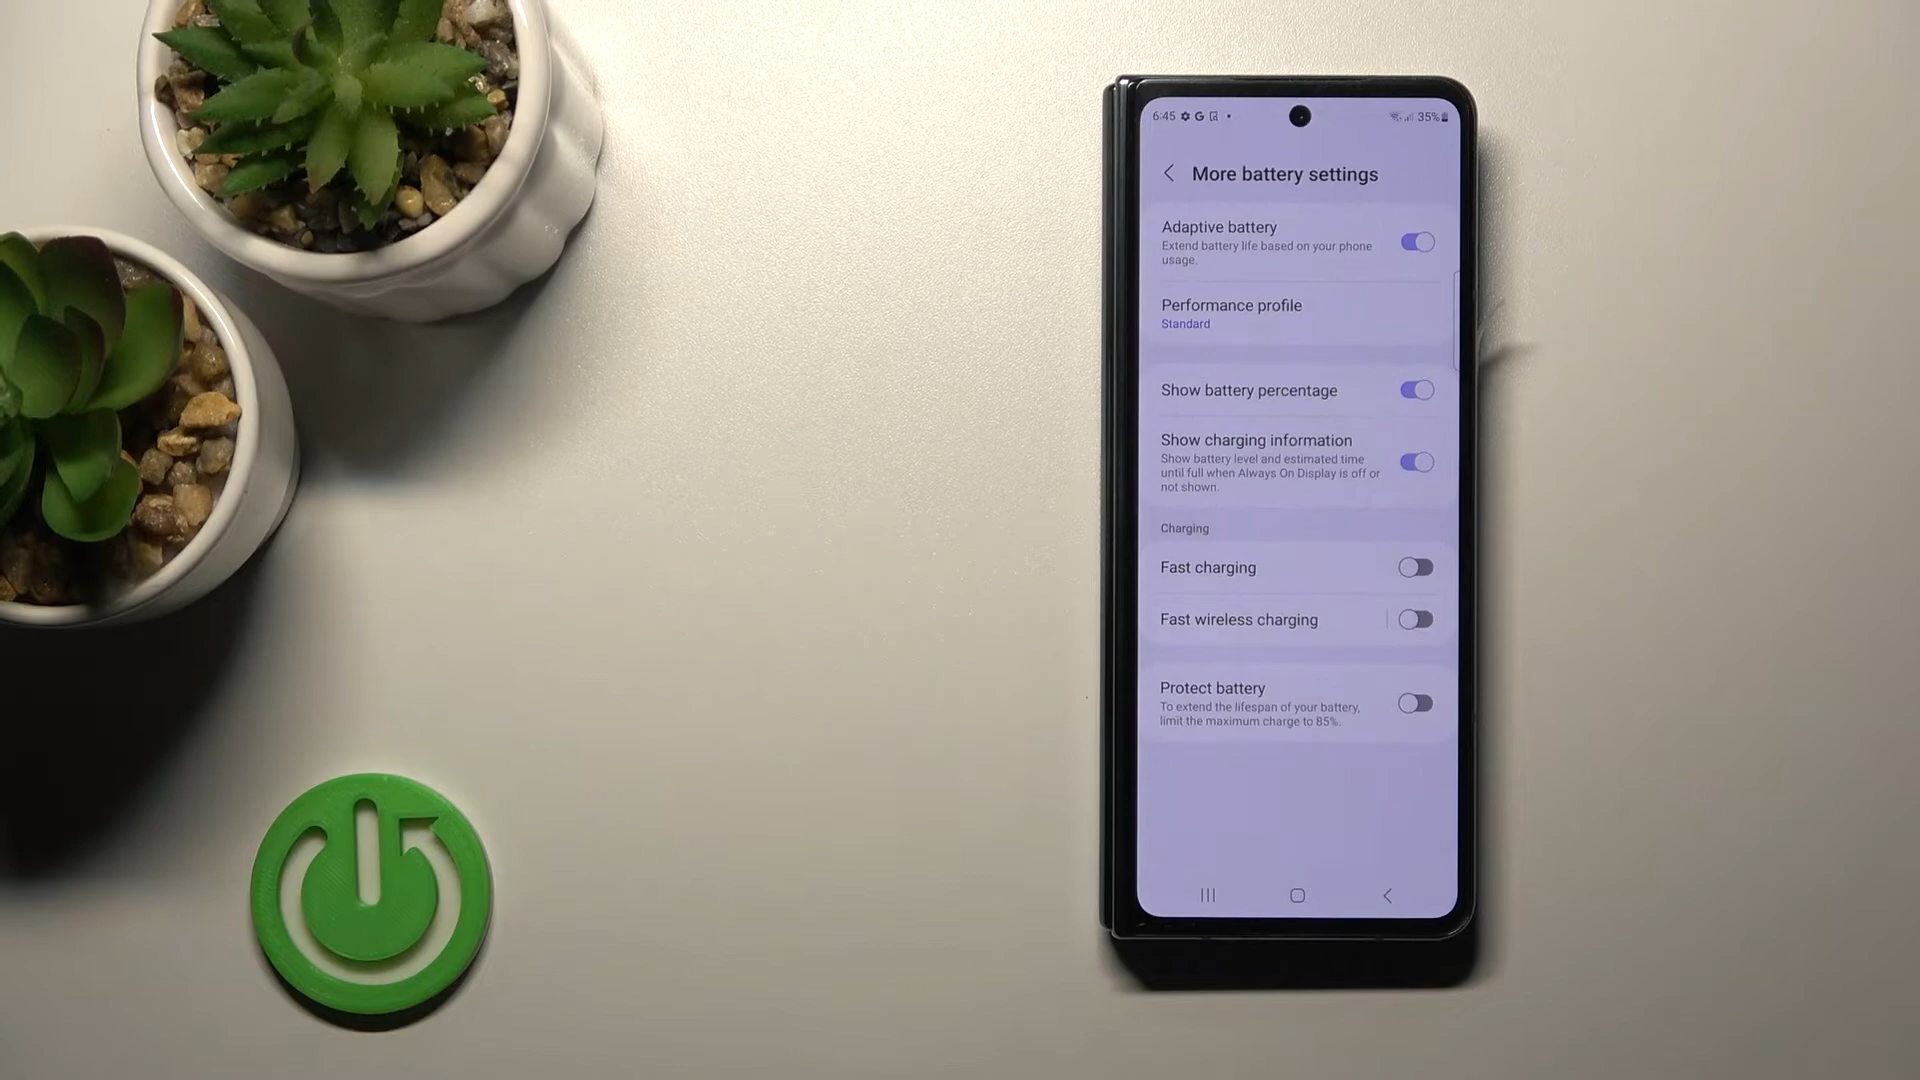 6:45 G 35%
More battery settings
Adaptive battery
Extend battery life based on your phone
usage.
Performance profile
Standard
Show battery percentage
Show charging information
Show battery level and estimated time
until full when Always On Display is off or
not shown.
Charging
Fast charging
Fast wireless charging
Protect battery
To extend the lifespan of your battery,
limit the maximum charge to 85%.